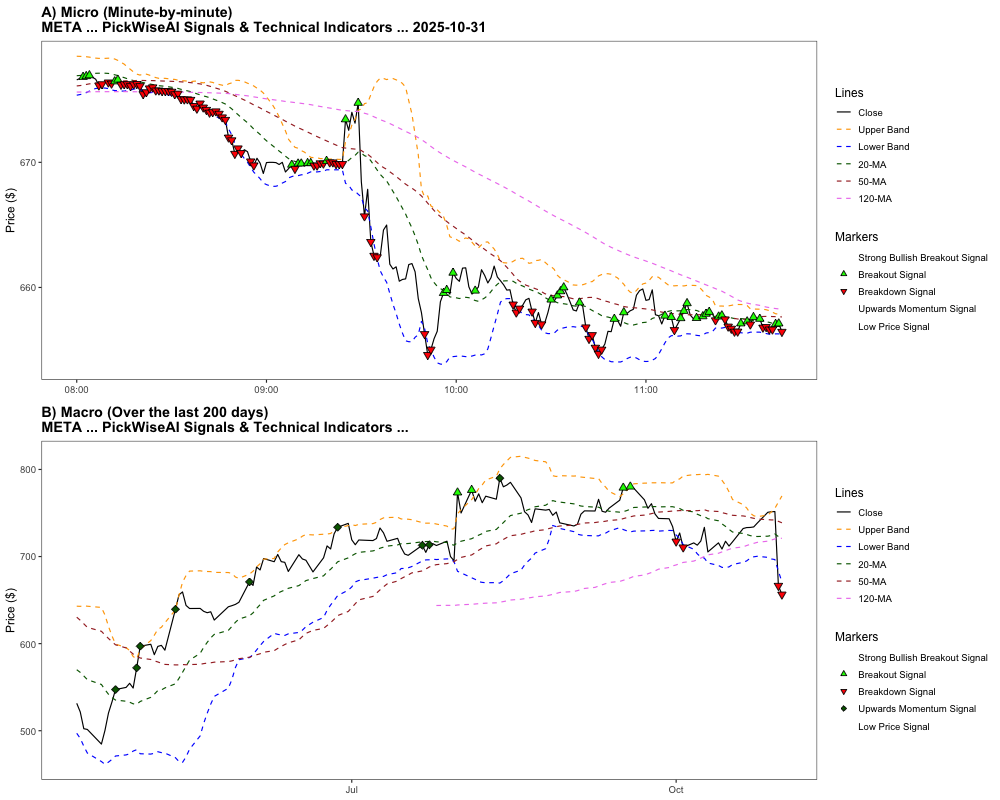 A) Micro (Minute-by-minute)
META ... PickWiseAI Signals & Technical Indicators ... 2025-10-31
Price ($)
670
660
08:00
09:00
10:00
11:00
Lines
Close
Upper Band
Lower Band
20-MA
50-MA
120-MA
Markers
Strong Bullish Breakout Signal
Breakout Signal
Breakdown Signal
Upwards Momentum Signal
Low Price Signal
B) Macro (Over the last 200 days)
META ... PickWiseAI Signals & Technical Indicators ...
Price ($)
800
700
600
500
Jul
Oct
Lines
Close
Upper Band
Lower Band
20-MA
50-MA
120-MA
Markers
Strong Bullish Breakout Signal
Breakout Signal
Breakdown Signal
Upwards Momentum Signal
Low Price Signal